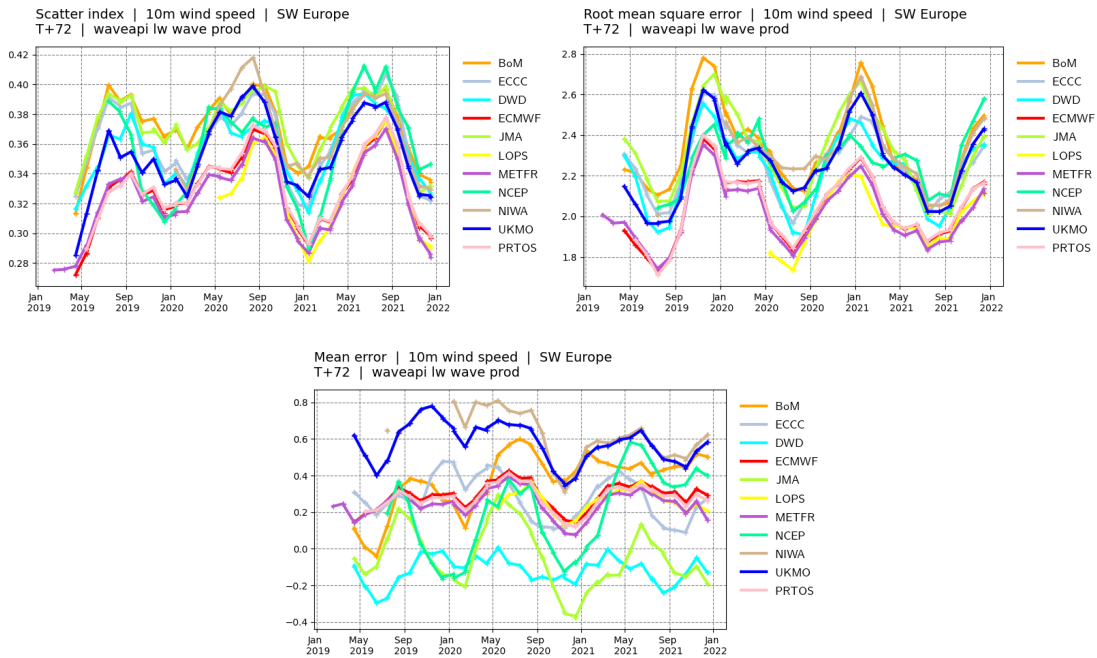 Scatter index | 10m wind speed | SW Europe
T+72 | waveapi lw wave prod
0.42
0.40
0.38
0.36
0.34
0.32
0.30
0.28
Jan May Sep Jan May Sep Jan May Sep Jan
2019 2019 2019 2020 2020 2020 2021 2021 2021 2022
BoM
ECCC
DWD
ECMWF
JMA
LOPS
METFR
NCEP
NIWA
UKMO
PRTOS
Root mean square error | 10m wind speed | SW Europe
T+72 | waveapi lw wave prod
2.8
2.6
2.4
2.2
2.0
1.8
Jan May Sep Jan May Sep Jan May Sep Jan
2019 2019 2019 2020 2020 2020 2021 2021 2021 2022
BoM
ECCC
DWD
ECMWF
JMA
LOPS
METFR
NCEP
NIWA
UKMO
PRTOS
Mean error | 10m wind speed | SW Europe
T+72 | waveapi lw wave prod
0.8
0.6
0.4
0.2
0.0
−0.2
−0.4
Jan May Sep Jan May Sep Jan May Sep Jan
2019 2019 2019 2020 2020 2020 2021 2021 2021 2022
BoM
ECCC
DWD
ECMWF
JMA
LOPS
METFR
NCEP
NIWA
UKMO
PRTOS